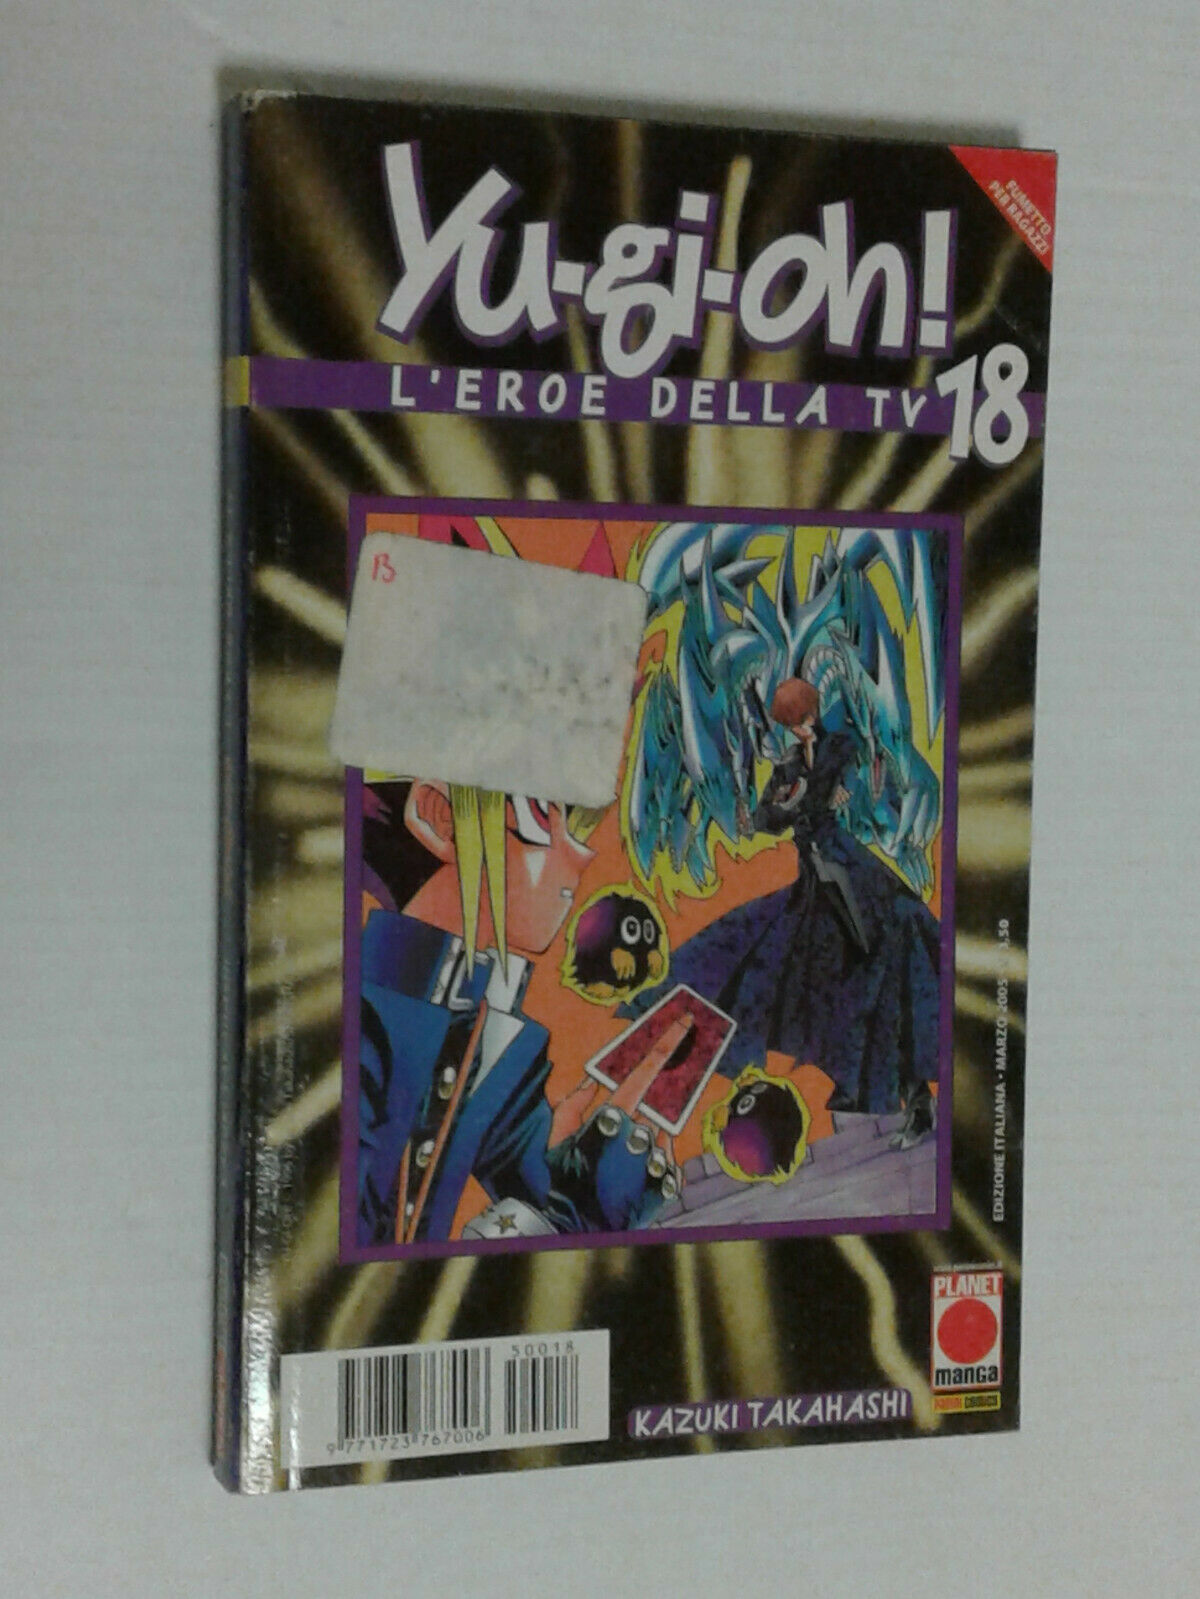 FUMETTO
PER RAGAZZI
Yu-gi-oh!
L'EROE DELLA TV 18
B
EDIZIONE ITALIANA • MARZO 2005
PLANET
manga
PANINI COMICS
KAZUKI TAKAHASHI
50018
9 771723 767006